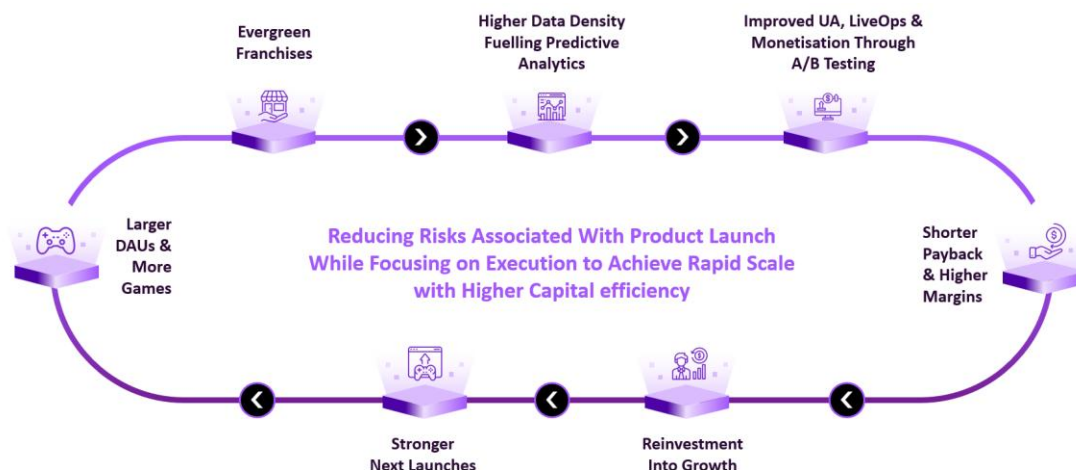 Evergreen
Franchises
Higher Data Density
Fuelling Predictive
Analytics
Improved UA, LiveOps &
Monetisation Through
A/B Testing
Larger
DAUs &
More
Games
Reducing Risks Associated With Product Launch
While Focusing on Execution to Achieve Rapid Scale
with Higher Capital efficiency
Shorter
Payback
& Higher
Margins
Stronger
Next Launches
Reinvestment
Into Growth